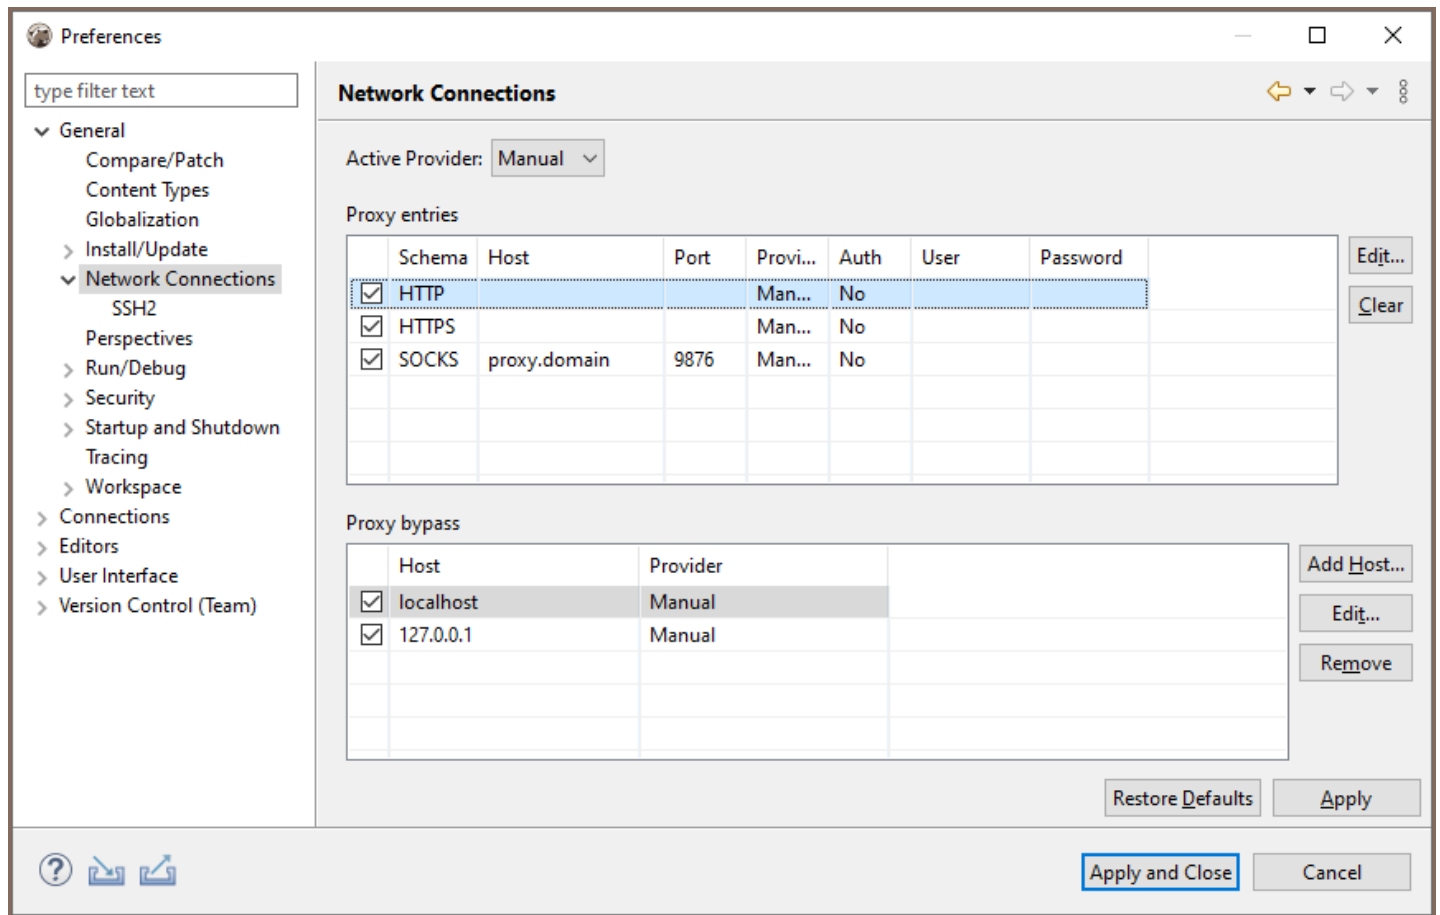 Preferences
type filter text
General
Compare/Patch
Content Types
Globalization
Install/Update
Network Connections
SSH2
Perspectives
Run/Debug
Security
Startup and Shutdown
Tracing
Workspace
Connections
Editors
User Interface
Version Control (Team)
Network Connections
Active Provider: Manual
Proxy entries
Schema Host Port Provi... Auth User Password
HTTP Man... No
HTTPS Man... No
SOCKS proxy.domain 9876 Man... No
Edit...
Clear
Proxy bypass
Host Provider
localhost Manual
127.0.0.1 Manual
Add Host...
Edit...
Remove
Restore Defaults Apply
? Apply and Close Cancel